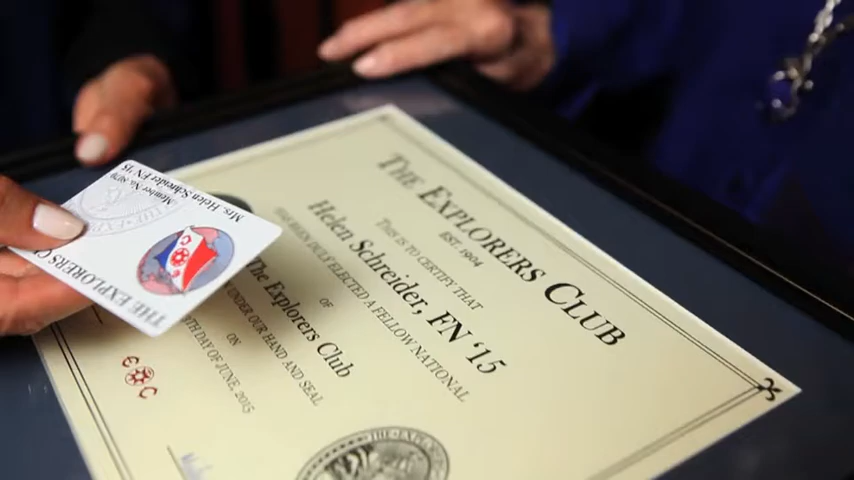 THE EXPLORERS CLUB
EST. 1904
THIS IS TO CERTIFY THAT
Helen Schreider, FN '15
HAS BEEN DULY ELECTED A FELLOW NATIONAL
OF
The Explorers Club
UNDER OUR HAND AND SEAL
ON
DAY OF JUNE, 2015
E C
E C
THE EXPLORERS
Mrs. Helen Schreider FN '15
Member No.
THE EXPLORERS